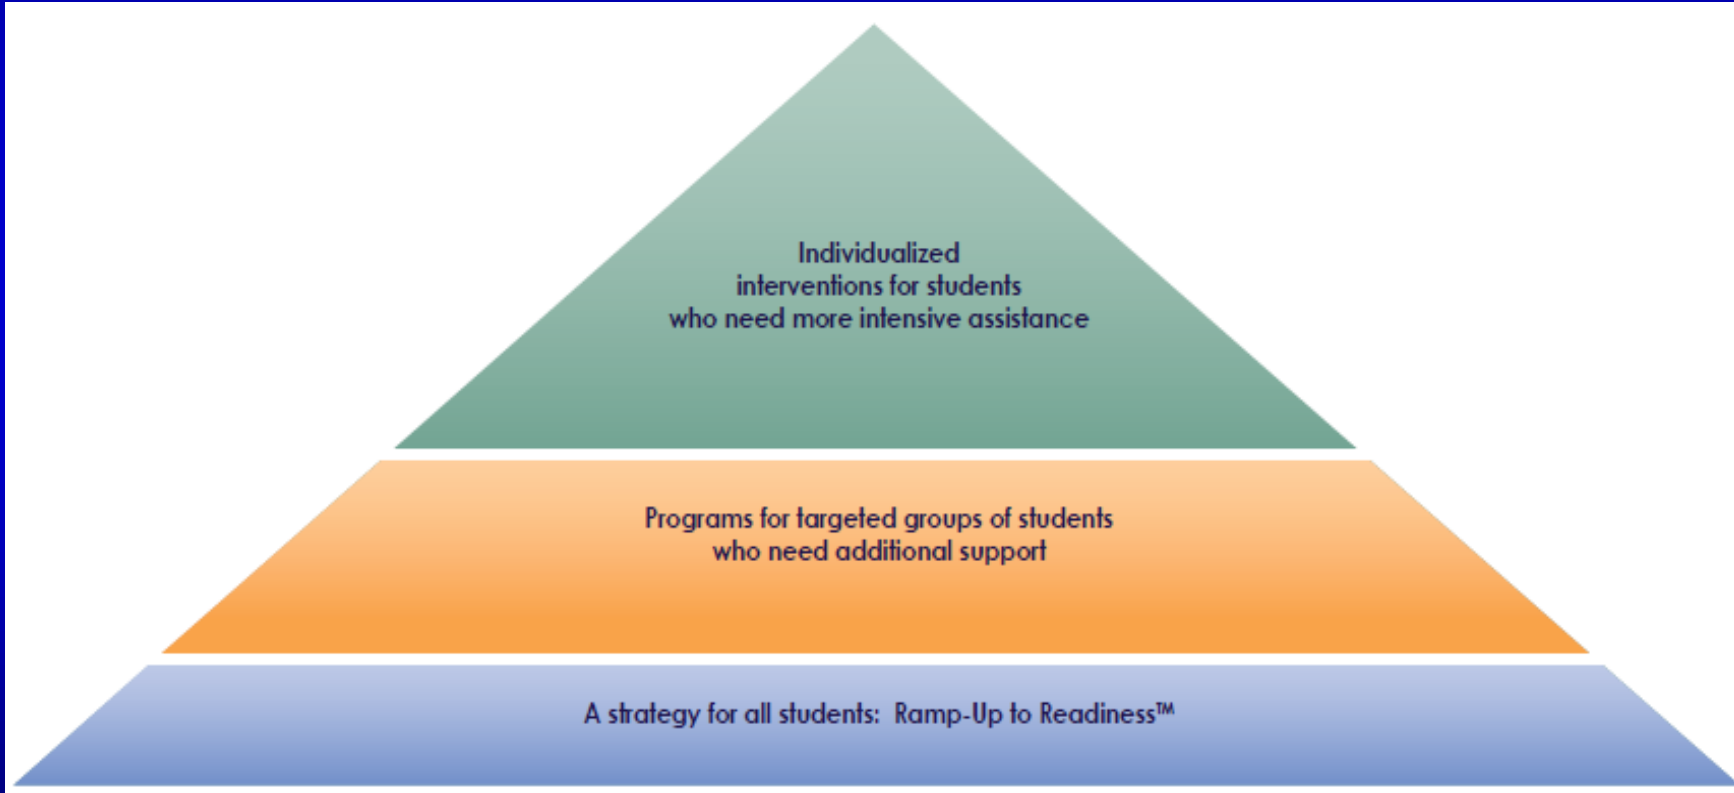 Individualized
interventions for students
who need more intensive assistance
Programs for targeted groups of students
who need additional support
A strategy for all students:  Ramp-Up to Readiness™